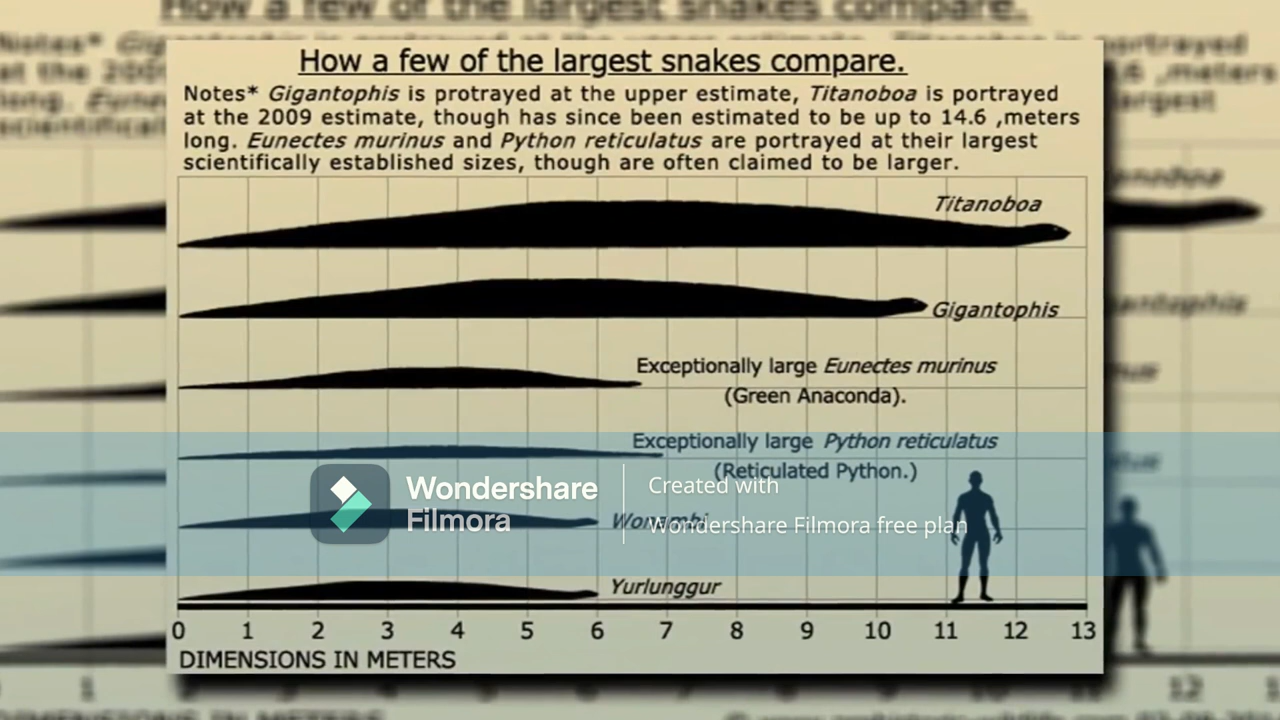 How a few of the largest snakes compare.
Notes* Gigantophis is protrayed at the upper estimate, Titanoboa is portrayed
at the 2009 estimate, though has since been estimated to be up to 14.6 ,meters
long. Eunectes murinus and Python reticulatus are portrayed at their largest
scientifically established sizes, though are often claimed to be larger.
Titanoboa
Gigantophis
Exceptionally large Eunectes murinus
(Green Anaconda).
Exceptionally large Python reticulatus
(Reticulated Python.)
Wondershare
Filmora
Created with
Wonambi
Wondershare Filmora free plan
Yurlunggur
0 1 2 3 4 5 6 7 8 9 10 11 12 13
DIMENSIONS IN METERS